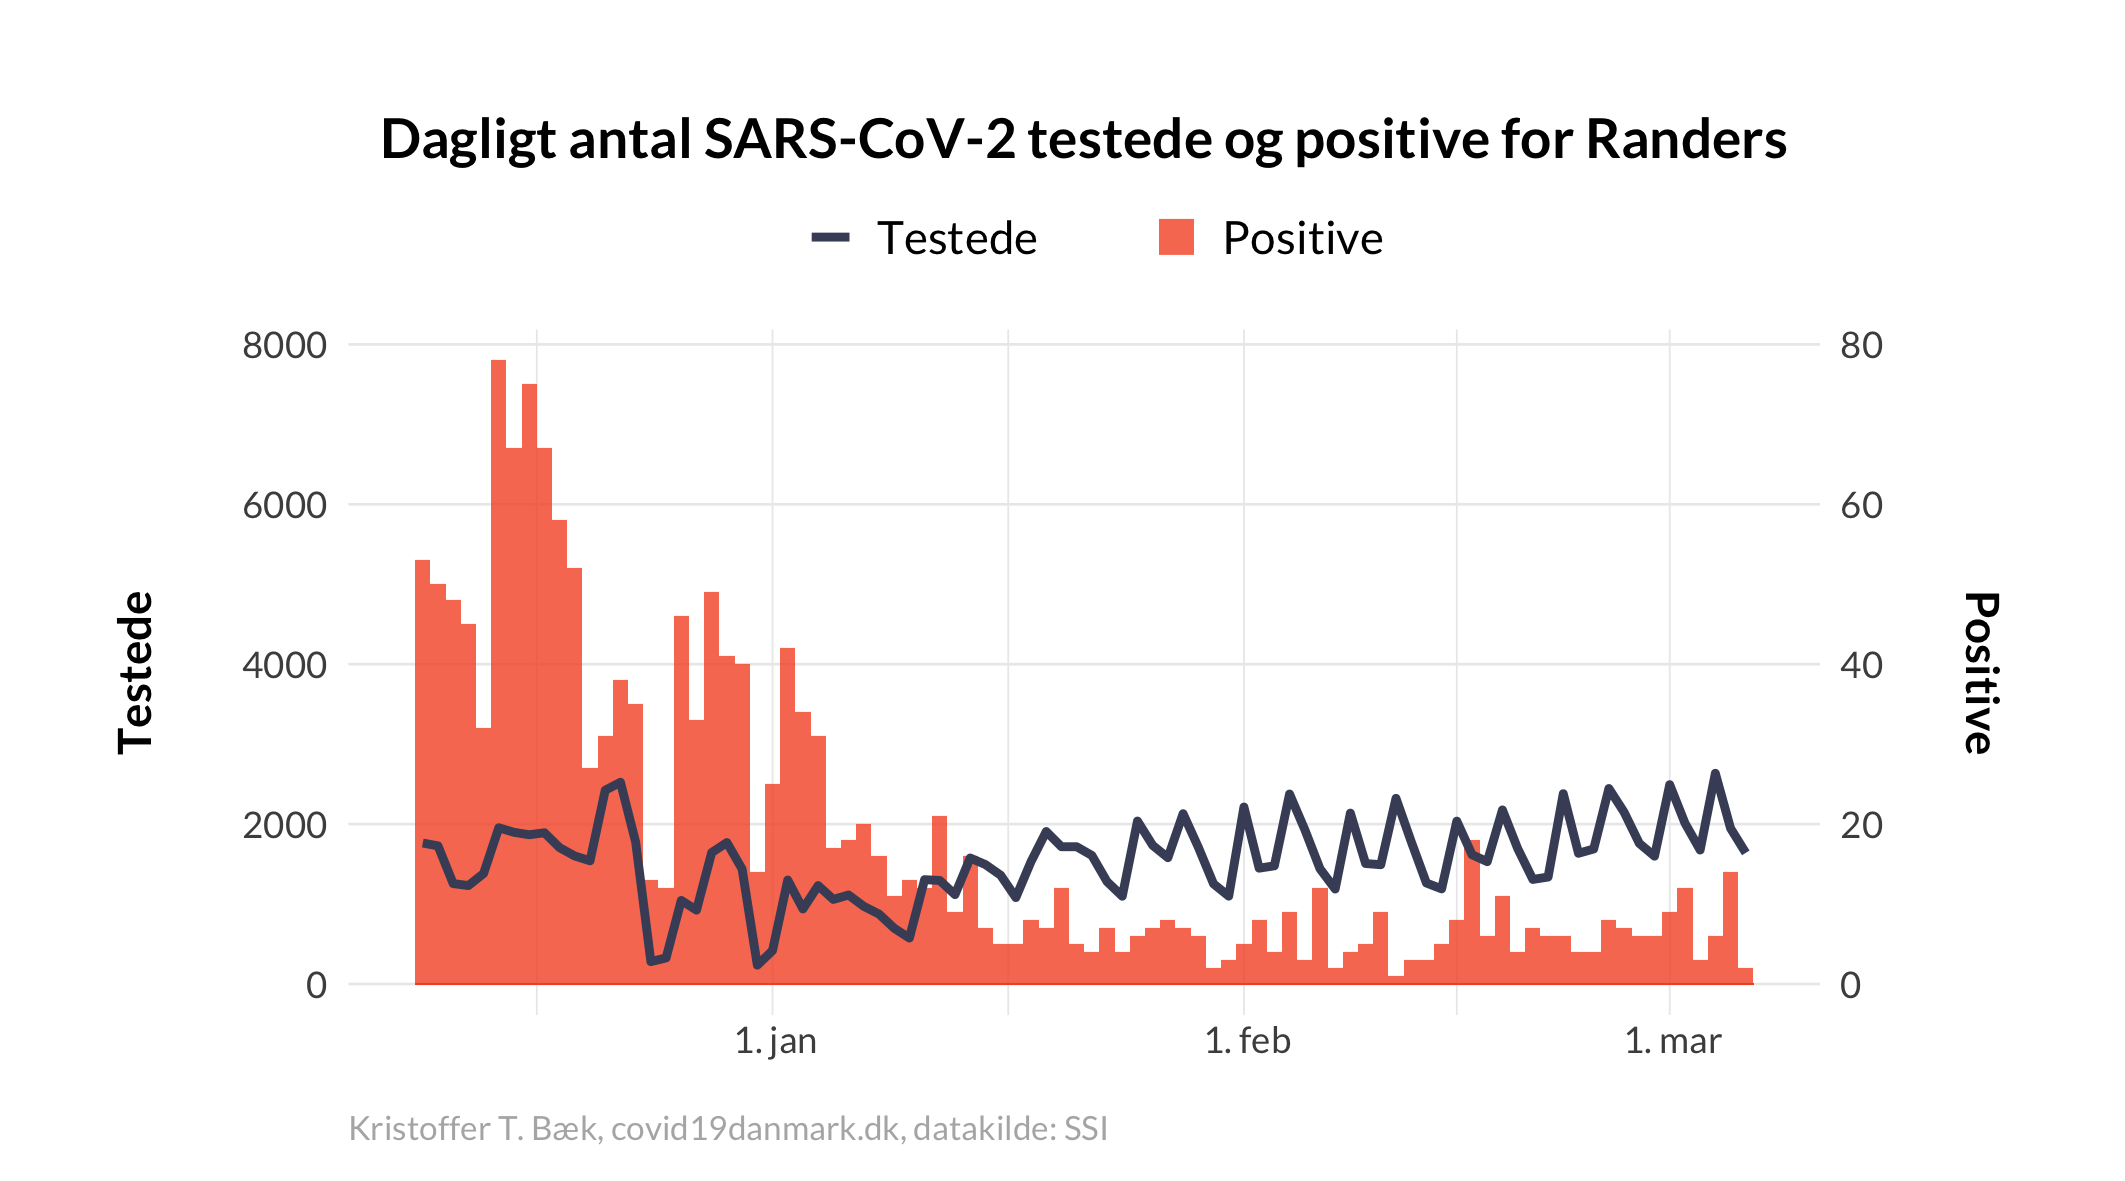 Dagligt antal SARS-CoV-2 testede og positive for Randers
Testede
Positive
8000
6000
4000
2000
0
Testede
80
60
40
20
0
Positive
1. jan
1. feb
1. mar
Kristoffer T. Bæk, covid19danmark.dk, datakilde: SSI